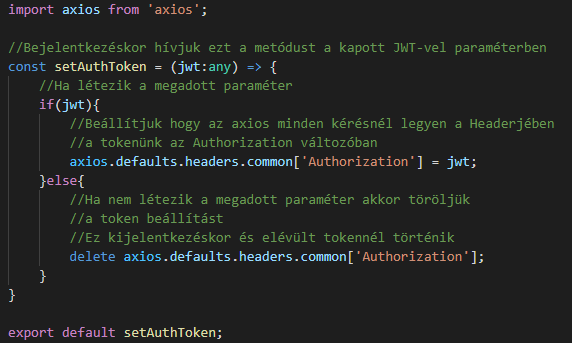 import axios from 'axios';
//Bejelentkezéskor hívjuk ezt a metódust a kapott JWT-vel paraméterben
const setAuthToken = (jwt:any) => {
//Ha létezik a megadott paraméter
if(jwt){
//Beállítjuk hogy az axios minden kérésnél legyen a Headerjében
//a tokenünk az Authorization változóban
axios.defaults.headers.common['Authorization'] = jwt;
}else{
//Ha nem létezik a megadott paraméter akkor töröljük
//a token beállítást
//Ez kijelentkezéskor és elévült tokennél történik
delete axios.defaults.headers.common['Authorization'];
}
}
export default setAuthToken;